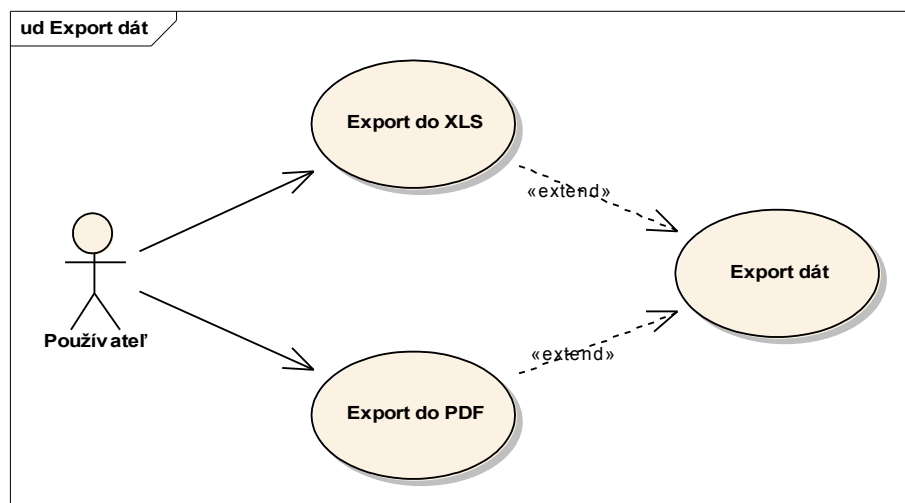 ud Export dát
Export do XLS
«extend»
Export dát
Používateľ
«extend»
Export do PDF